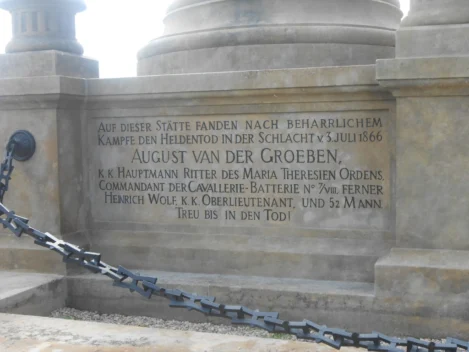 AUF DIESER STÄTTE FANDEN NACH BEHARRLICHEM
KAMPFE DEN HELDENTOD IN DER SCHLACHT V. 3. JULI 1866
AUGUST VAN DER GROEBEN,
K. K. HAUPTMANN RITTER DES MARIA THERESIEN ORDENS,
COMMANDANT DER CAVALLERIE-BATTERIE Nº 7/VIII. FERNER
HEINRICH WOLF, K. K. OBERLIEUTENANT, UND 52 MANN.
TREU BIS IN DEN TOD!